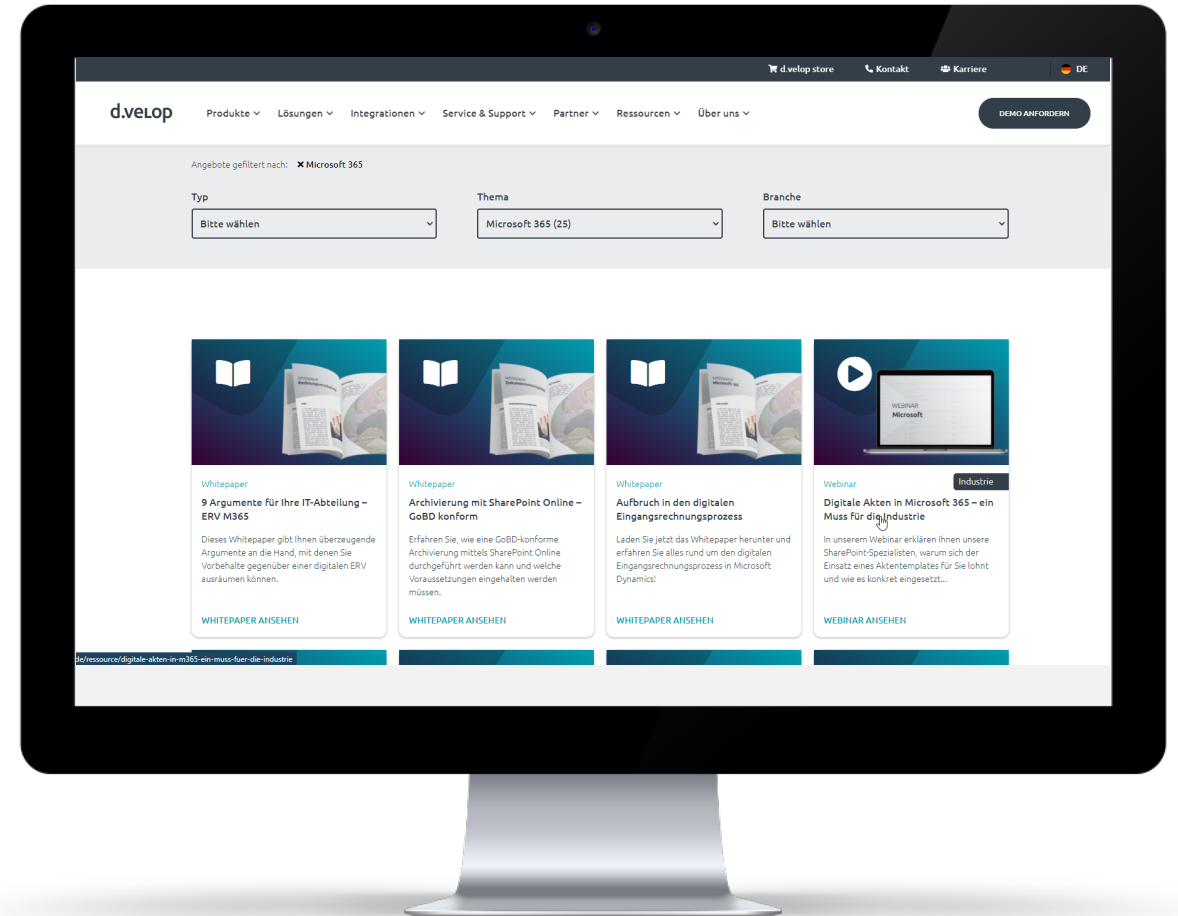 d.velop store
Kontakt
Karriere
DE
d.velop
Produkte
Lösungen
Integrationen
Service & Support
Partner
Ressourcen
Über uns
DEMO ANFORDERN
Angebote gefiltert nach:
Microsoft 365
Typ
Thema
Branche
Bitte wählen
Microsoft 365 (25)
Bitte wählen
Whitepaper
9 Argumente für Ihre IT-Abteilung –
ERV M365
Dieses Whitepaper gibt Ihnen überzeugende
Argumente an die Hand, mit denen Sie
Vorbehalte gegenüber einer digitalen ERV
ausräumen können.
WHITEPAPER ANSEHEN
Whitepaper
Archivierung mit SharePoint Online –
GoBD konform
Erfahren Sie, wie eine GoBD-konforme
Archivierung mittels SharePoint Online
durchgeführt werden kann und welche
Voraussetzungen eingehalten werden
müssen.
WHITEPAPER ANSEHEN
Microsoft 365
Whitepaper
Aufbruch in den digitalen
Eingangsrechnungsprozess
Laden Sie jetzt das Whitepaper herunter und
erfahren Sie alles rund um den digitalen
Eingangsrechnungsprozess in Microsoft
Dynamics!
WHITEPAPER ANSEHEN
WEBINAR
Microsoft
Industrie
Webinar
Digitale Akten in Microsoft 365 – ein
Muss für die Industrie
In unserem Webinar erklären Ihnen unsere
SharePoint-Spezialisten, warum sich der
Einsatz eines Aktentemplates für Sie lohnt
und wie es konkret eingesetzt...
WEBINAR ANSEHEN
de/ressource/digitale-akten-in-m365-ein-muss-fuer-die-industrie